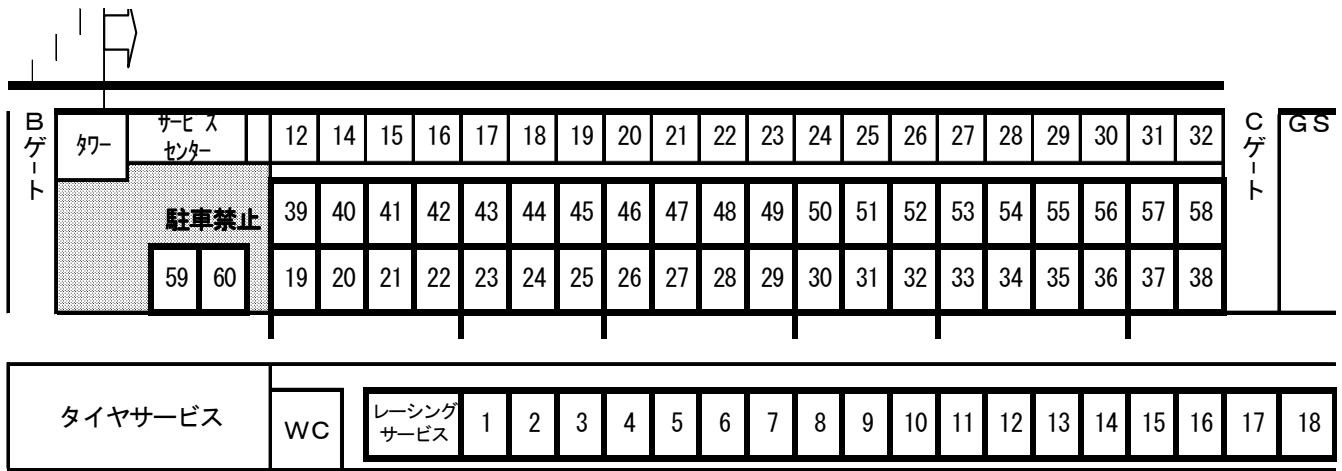 Bゲート
タワー
サービス
センター
12 14 15 16 17 18 19 20 21 22 23 24 25 26 27 28 29 30 31 32
Cゲート
GS
駐車禁止
39 40 41 42 43 44 45 46 47 48 49 50 51 52 53 54 55 56 57 58
59 60 19 20 21 22 23 24 25 26 27 28 29 30 31 32 33 34 35 36 37 38
タイヤサービス
WC
レーシング
サービス
1 2 3 4 5 6 7 8 9 10 11 12 13 14 15 16 17 18